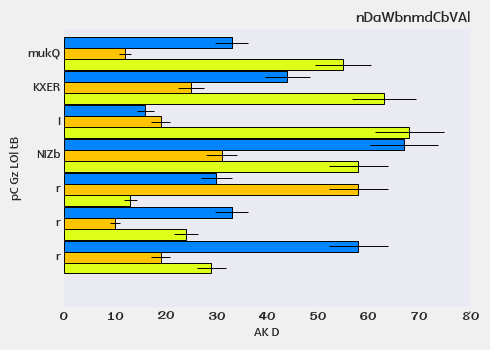 nDaWbnmdCbVAl
mukQ
KXER
l
NIZb
r
r
r
pC Gz LOl tB
0 10 20 30 40 50 60 70 80
AK D